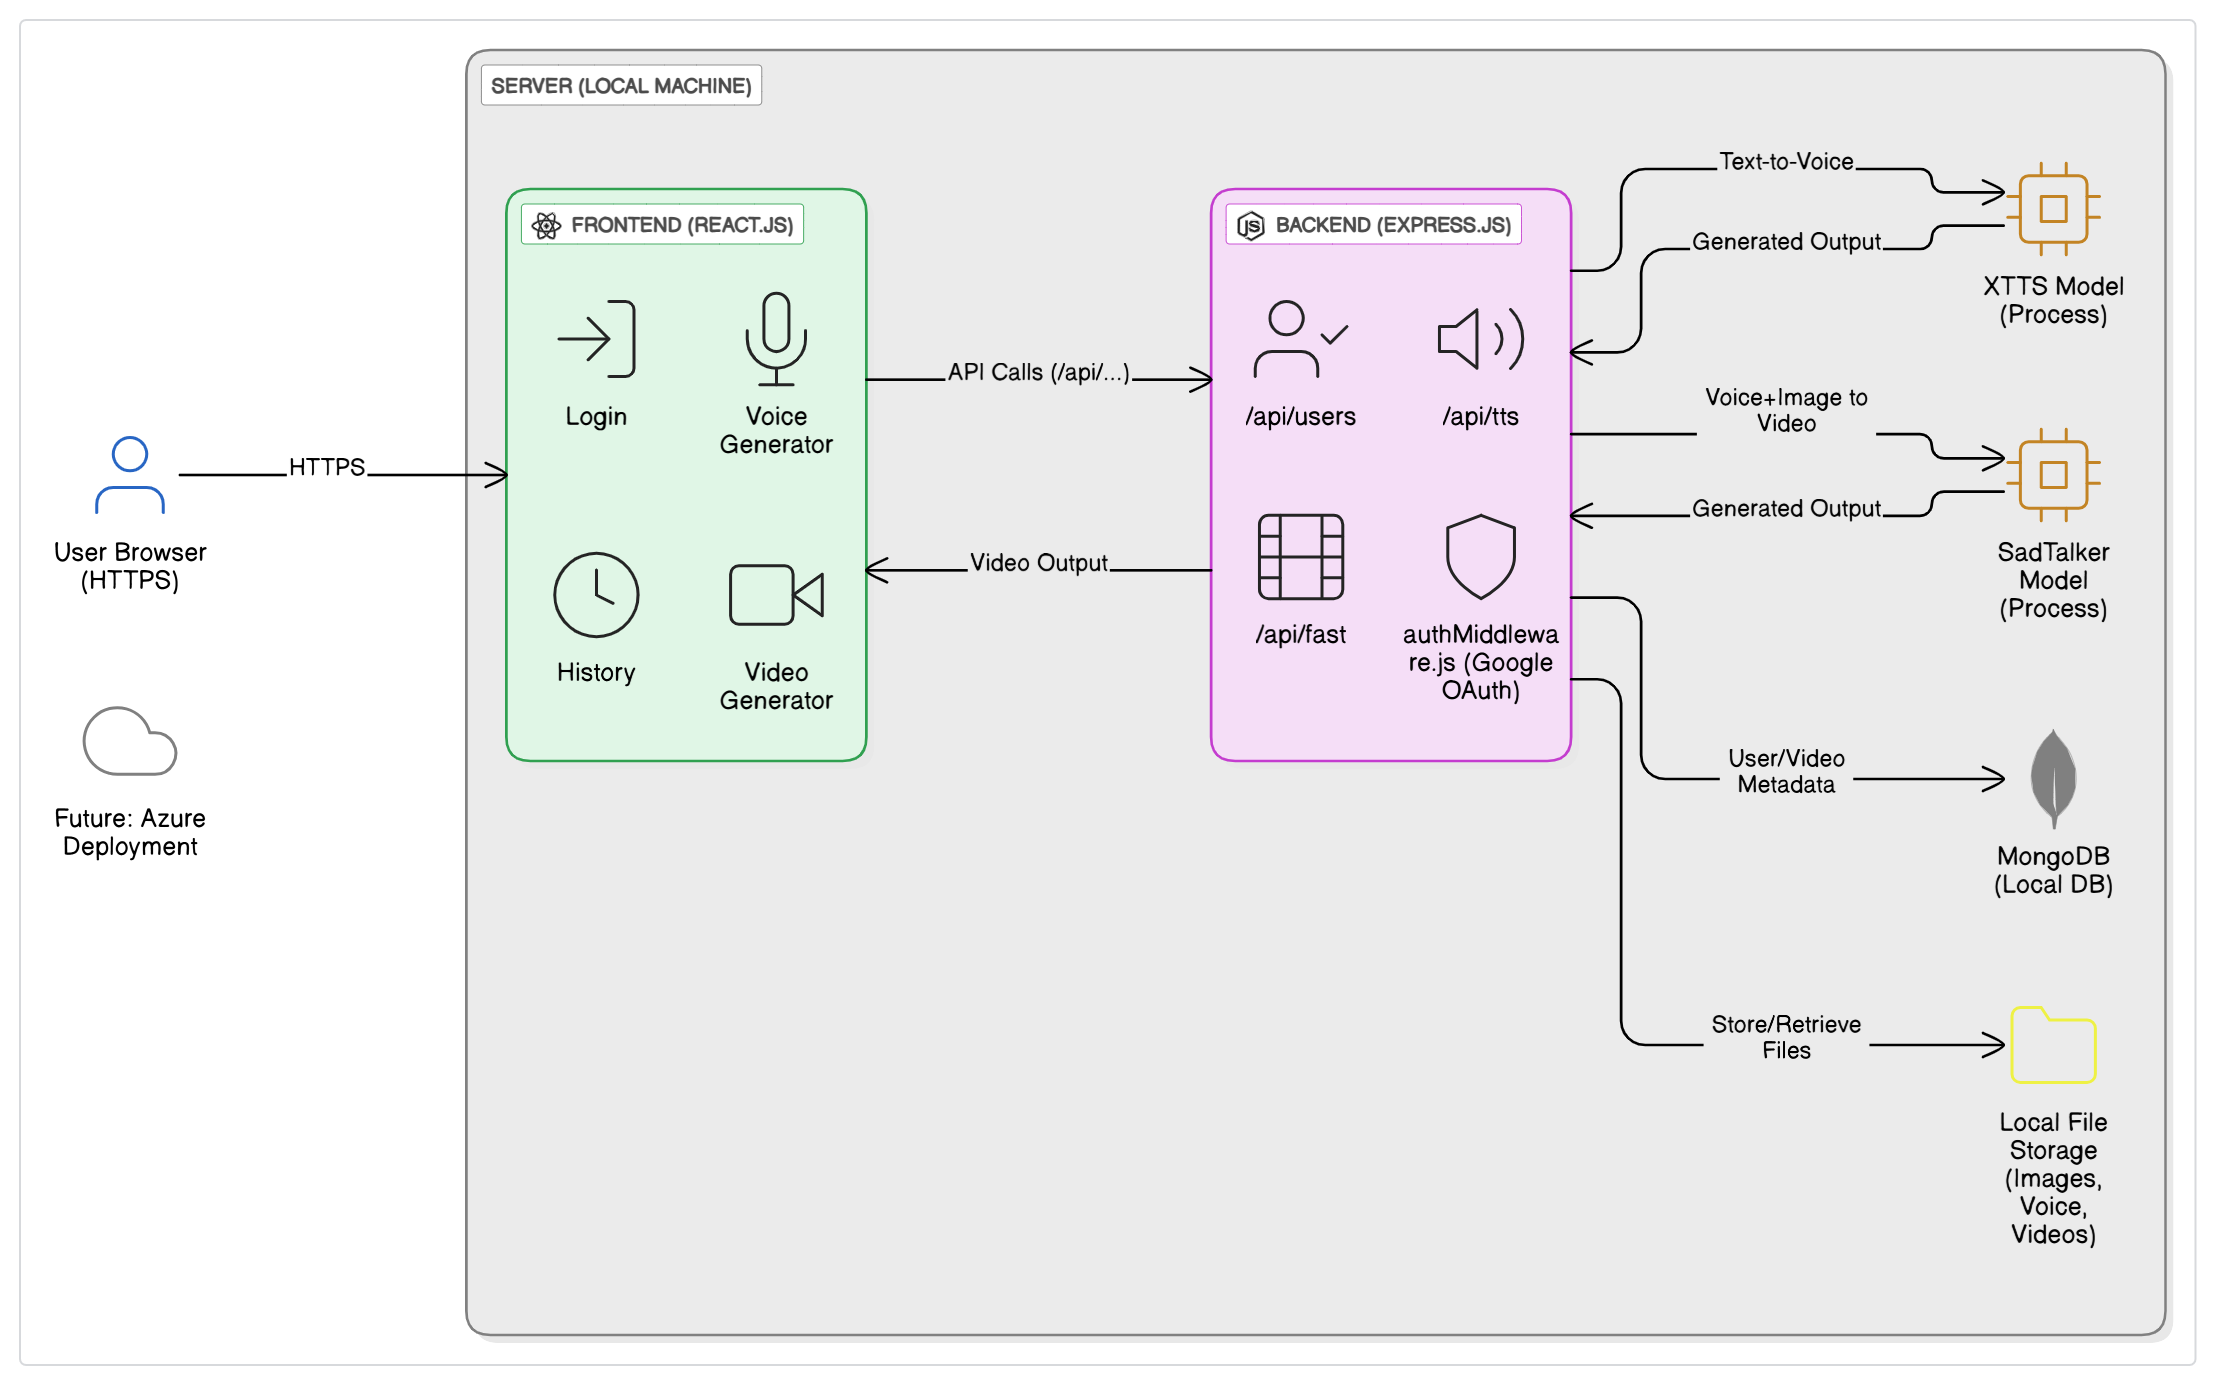 SERVER (LOCAL MACHINE)
FRONTEND (REACT.JS)
Login
Voice
Generator
History
Video
Generator
BACKEND (EXPRESS.JS)
JS
/api/users
/api/tts
/api/fast
authMiddlewa
re.js (Google
OAuth)
User Browser
(HTTPS)
HTTPS
Future: Azure
Deployment
API Calls (/api/...)
Video Output
Text-to-Voice
Generated Output
XTTS Model
(Process)
Voice+Image to
Video
Generated Output
SadTalker
Model
(Process)
User/Video
Metadata
MongoDB
(Local DB)
Store/Retrieve
Files
Local File
Storage
(Images,
Voice,
Videos)